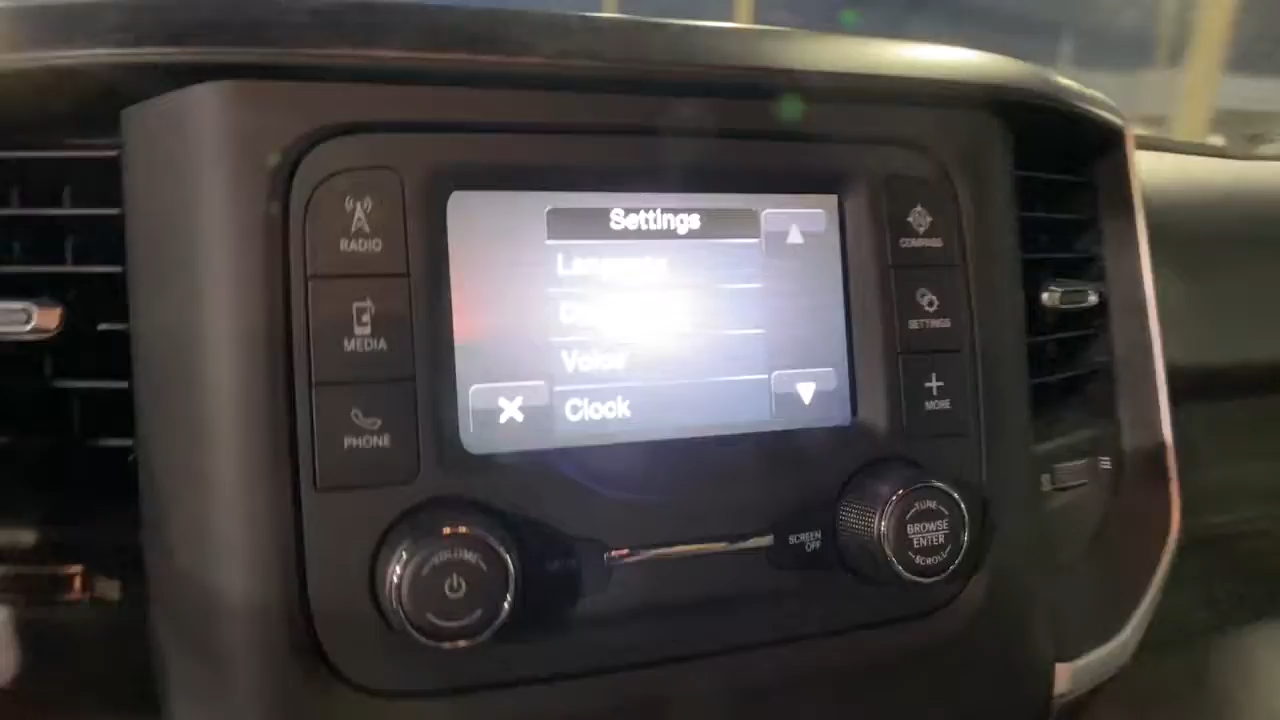 RADIO
MEDIA
PHONE
Settings
Voice
Clock
COMPASS
SETTINGS
MORE
VOLUME
SCREEN
OFF
TUNE
BROWSE
ENTER
SCROLL